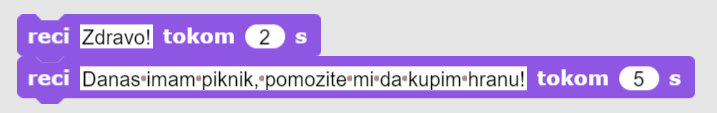 reci Zdravo! tokom 2 s
reci Danas imam piknik, pomozite mi da kupim hranu! tokom 5 s